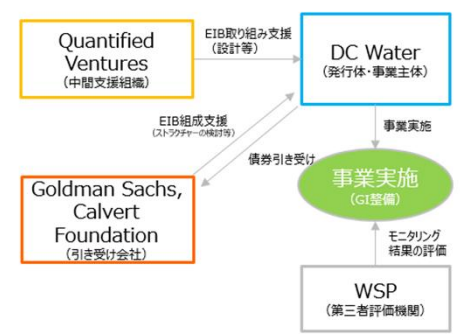 Quantified
Ventures
（中間支援組織）
EIB取り組み支援
（設計等）
DC Water
（発行体・事業主体）
EIB組成支援
（ストラクチャーの検討等）
事業実施
債券引き受け
事業実施
（GI整備）
Goldman Sachs,
Calvert
Foundation
（引き受け会社）
モニタリング
結果の評価
WSP
（第三者評価機関）